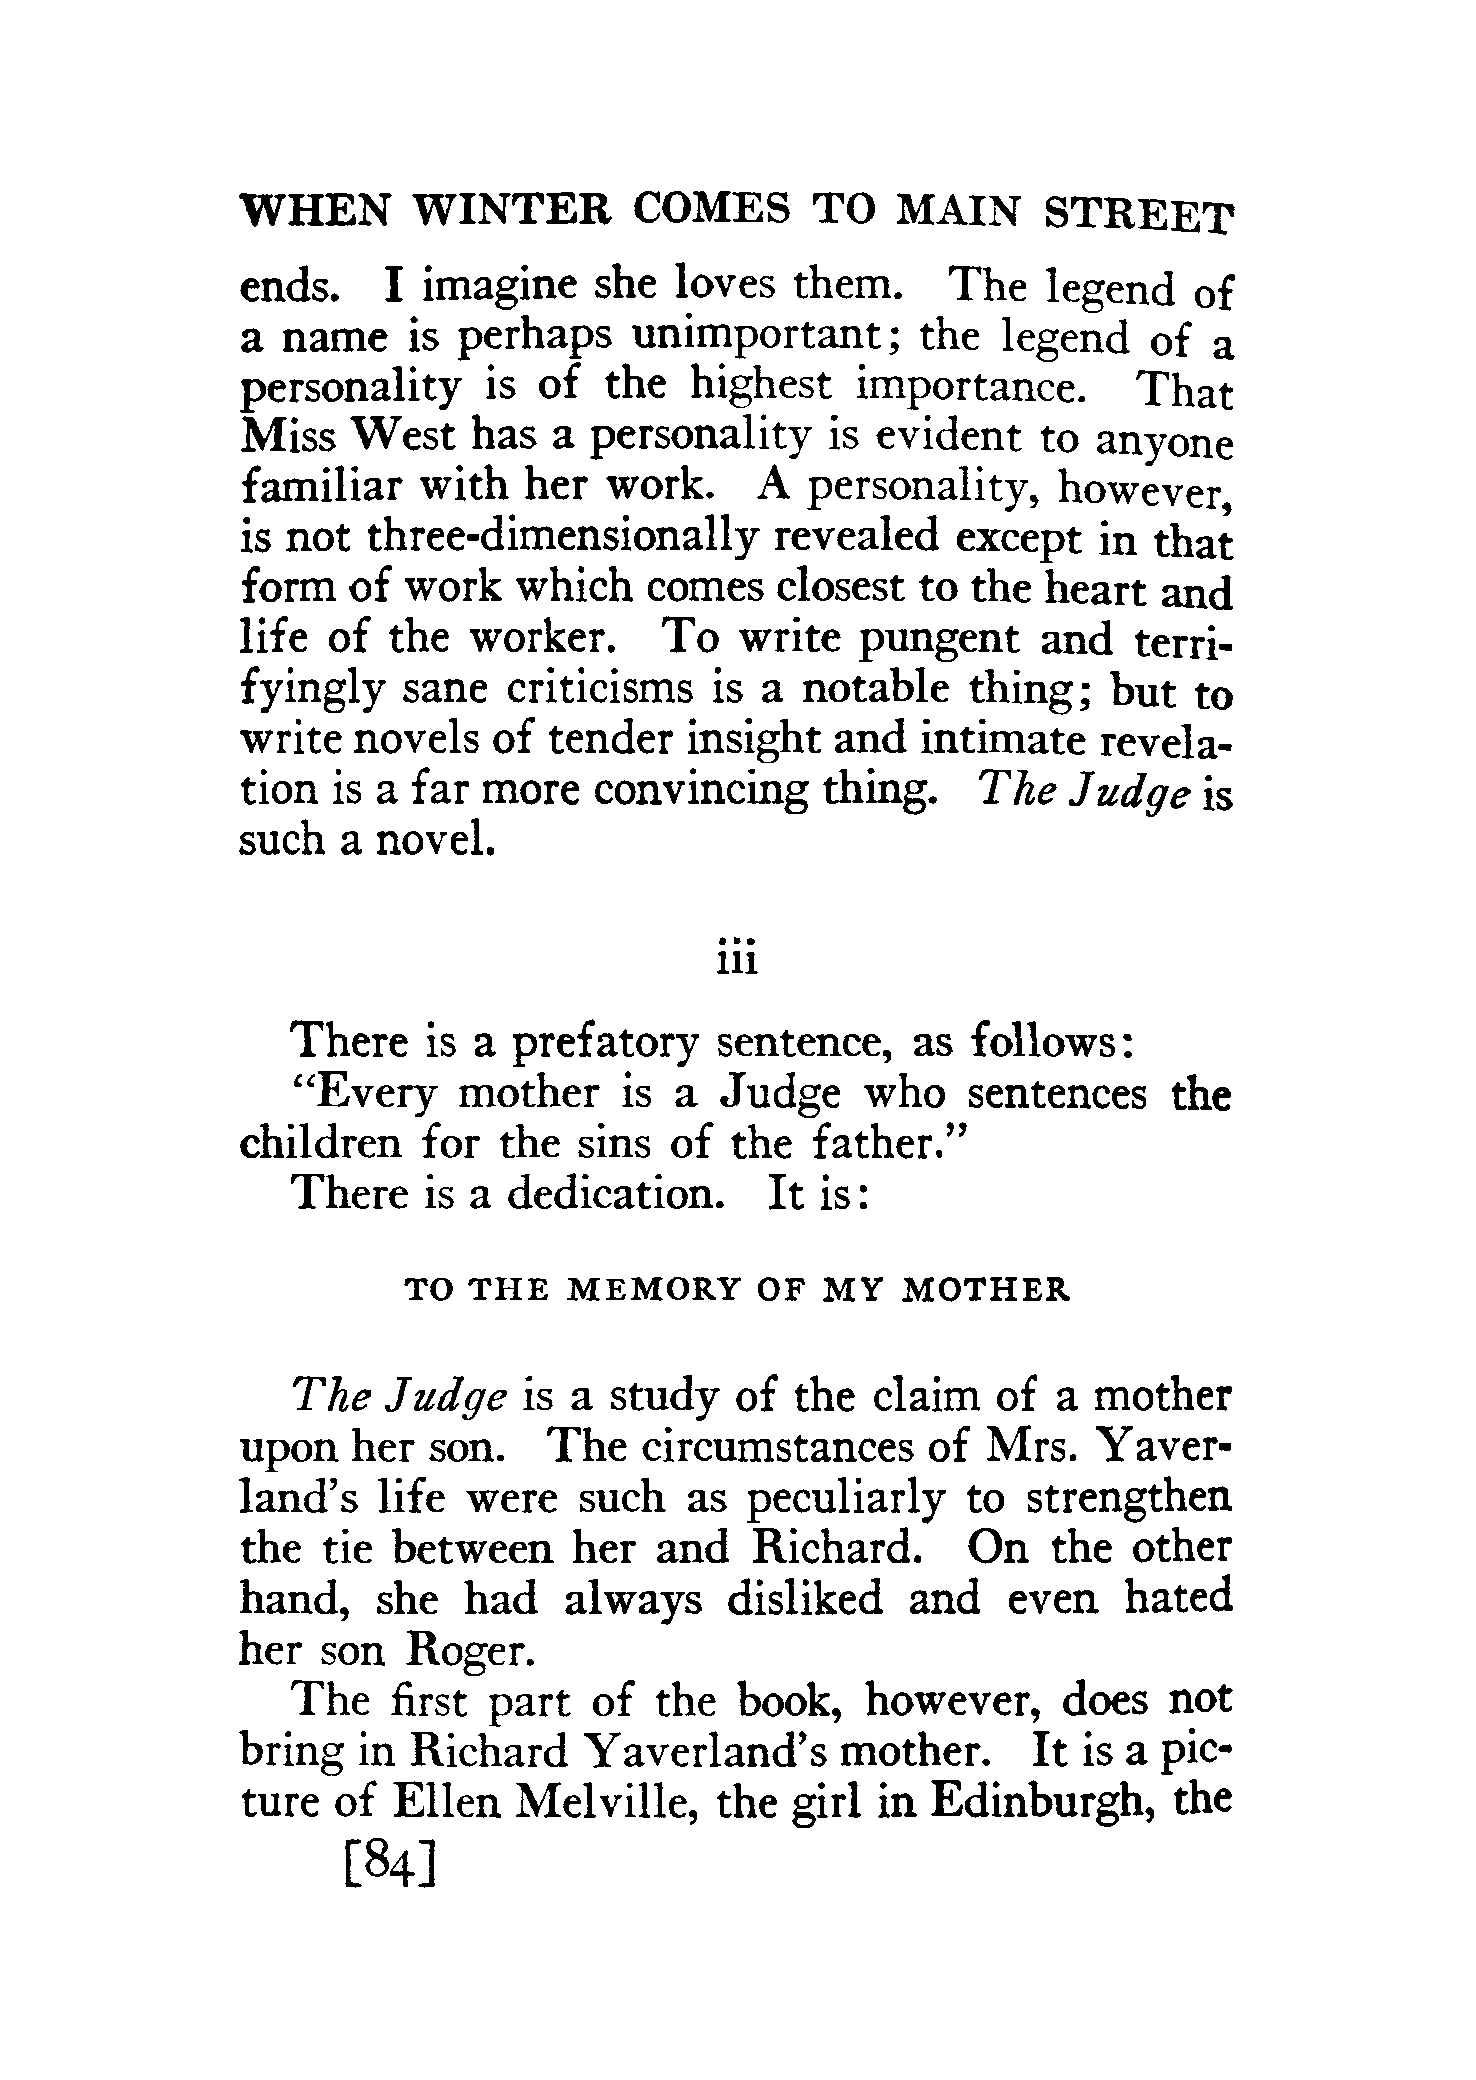 WHEN WINTER COMES TO MAIN STREET
ends. I imagine she loves them. The legend of
a name is perhaps unimportant; the legend of a
personality is of the highest importance. That
Miss West has a personality is evident to anyone
familiar with her work. A personality, however,
is not three-dimensionally revealed except in that
form of work which comes closest to the heart and
life of the worker. To write pungent and terri-
fyingly sane criticisms is a notable thing; but to
write novels of tender insight and intimate revela-
tion is a far more convincing thing. The Judge is
such a novel.
iii
There is a prefatory sentence, as follows:
“Every mother is a Judge who sentences the
children for the sins of the father.”
There is a dedication. It is:
TO THE MEMORY OF MY MOTHER
The Judge is a study of the claim of a mother
upon her son. The circumstances of Mrs. Yaver-
land's life were such as peculiarly to strengthen
the tie between her and Richard. On the other
hand, she had always disliked and even hated
her son Roger.
The first part of the book, however, does not
bring in Richard Yaverland's mother. It is a pic-
ture of Ellen Melville, the girl in Edinburgh, the
[84]